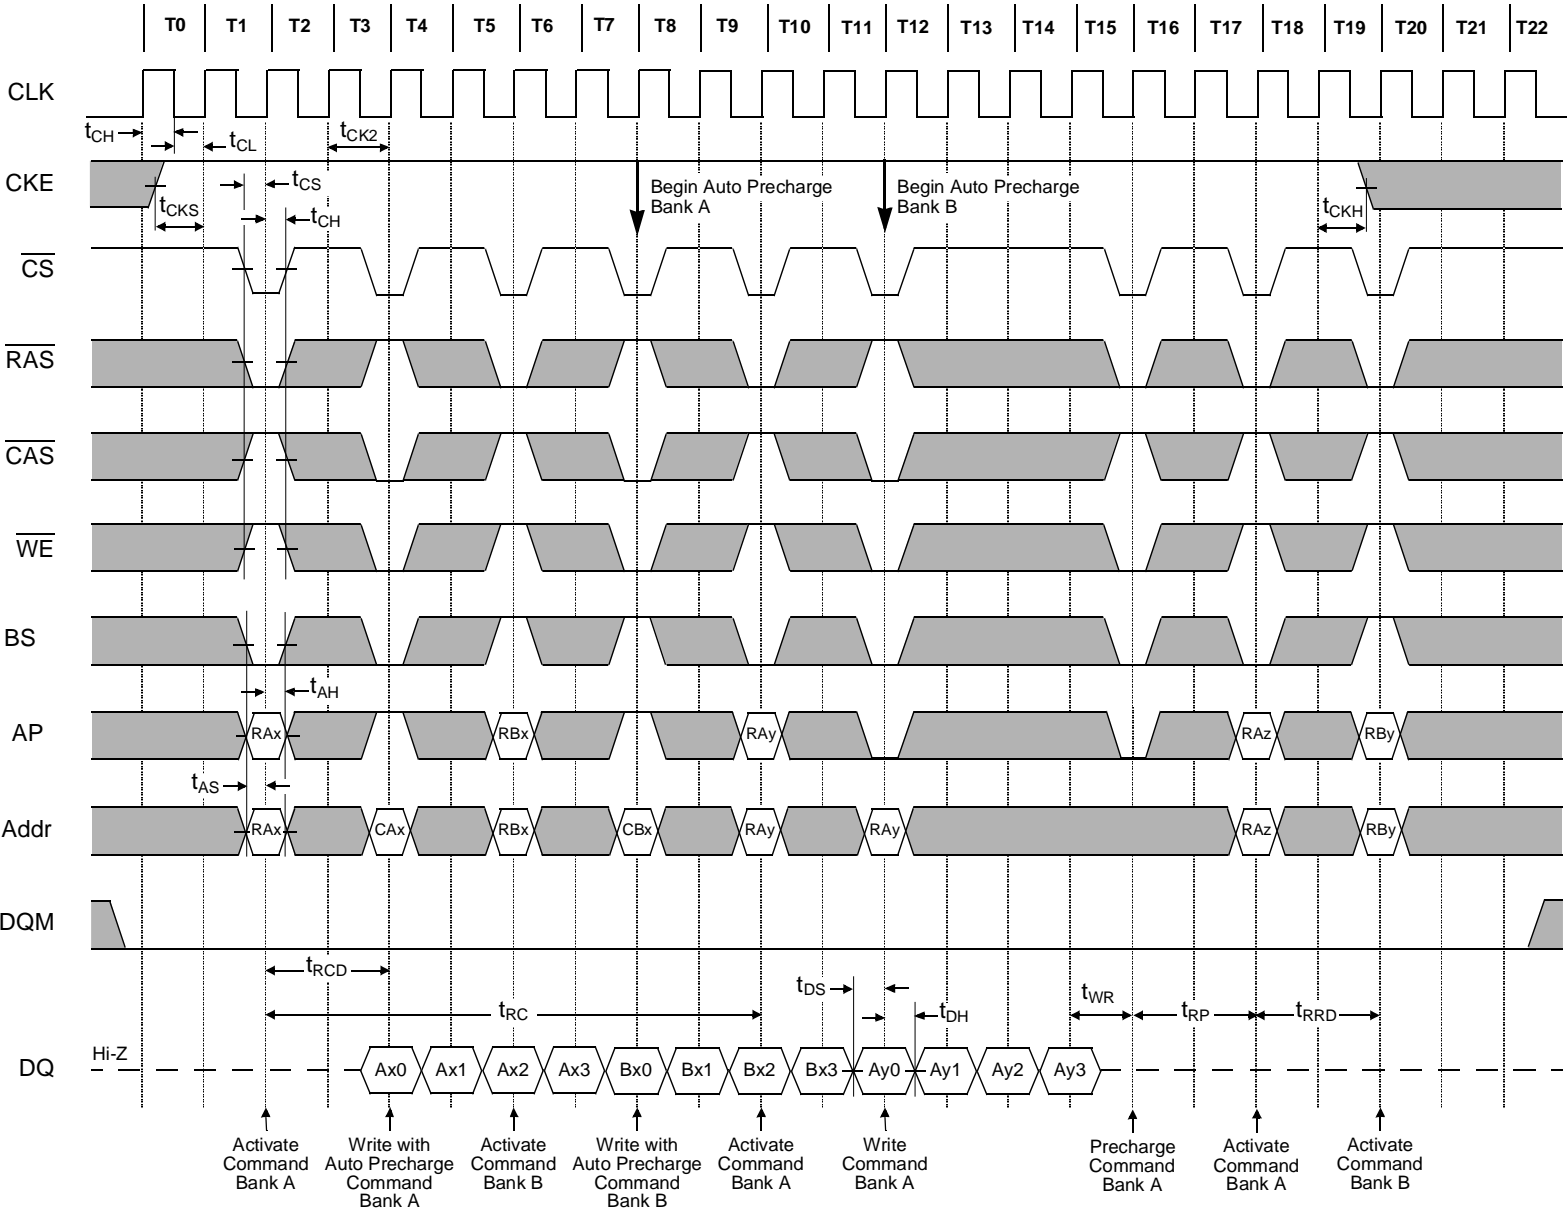 T0 T1 T2 T3 T4 T5 T6 T7 T8 T9 T10 T11 T12 T13 T14 T15 T16 T17 T18 T19 T20 T21 T22
CLK
tCH
tCL
tCK2
CKE
tCS
tCKS
tCH
Begin Auto Precharge
Bank A
Begin Auto Precharge
Bank B
tCKH
CS
RAS
CAS
WE
BS
tAH
AP
RAx RBx RAy RAz RBy
tAS
Addr
RAx CAx RBx CBx RAy RAy RAz RBy
DQM
tRCD
tDS
tWR
tRC
tDH
tRP
tRRD
Hi-Z
DQ
Ax0 Ax1 Ax2 Ax3 Bx0 Bx1 Bx2 Bx3 Ay0 Ay1 Ay2 Ay3
Activate
Command
Bank A
Write with
Auto Precharge
Command
Bank A
Activate
Command
Bank B
Write with
Auto Precharge
Command
Bank B
Activate
Command
Bank A
Write
Command
Bank A
Precharge
Command
Bank A
Activate
Command
Bank A
Activate
Command
Bank B